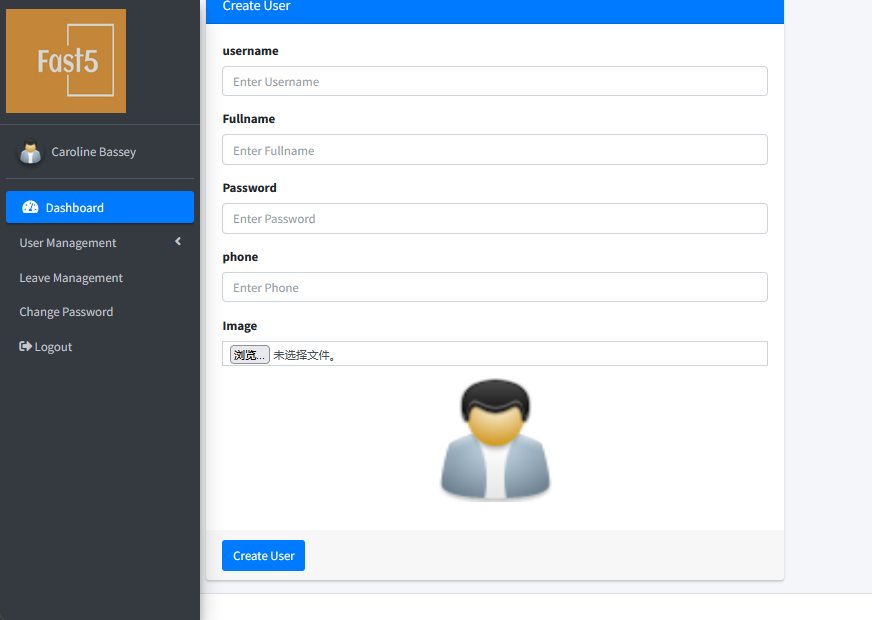 Fast5
Caroline Bassey
Dashboard
User Management
Leave Management
Change Password
Logout
Create User
username
Enter Username
Fullname
Enter Fullname
Password
Enter Password
phone
Enter Phone
Image
浏览... 未选择文件。
Create User